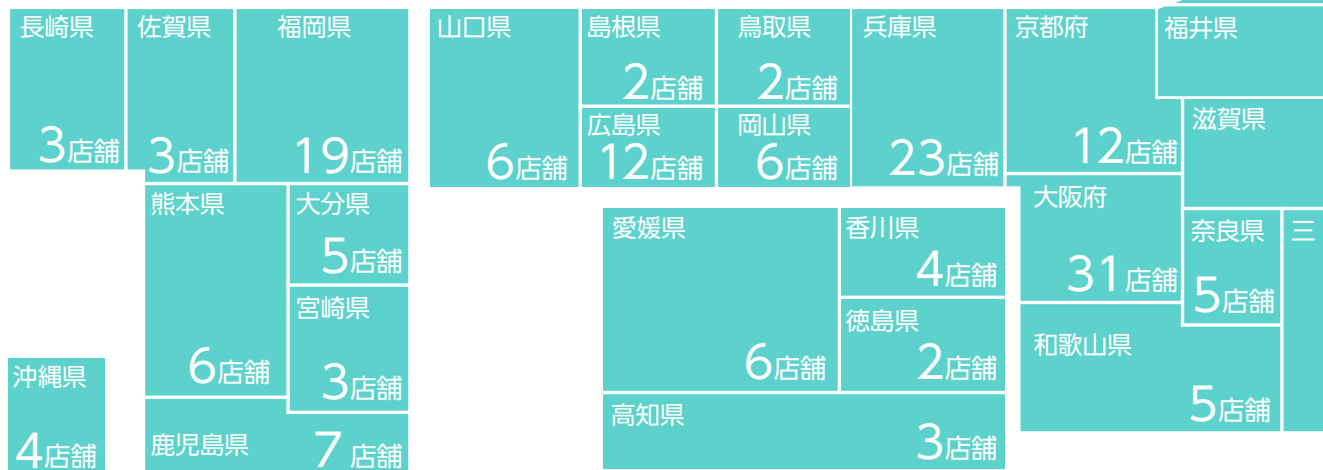 長崎県
3店舗
佐賀県
3店舗
福岡県
19店舗
熊本県
6店舗
大分県
5店舗
宮崎県
3店舗
鹿児島県
7店舗
沖縄県
4店舗
山口県
6店舗
島根県
2店舗
鳥取県
2店舗
広島県
12店舗
岡山県
6店舗
兵庫県
23店舗
京都府
12店舗
福井県
滋賀県
大阪府
31店舗
奈良県
5店舗
三
和歌山県
5店舗
愛媛県
6店舗
香川県
4店舗
徳島県
2店舗
高知県
3店舗